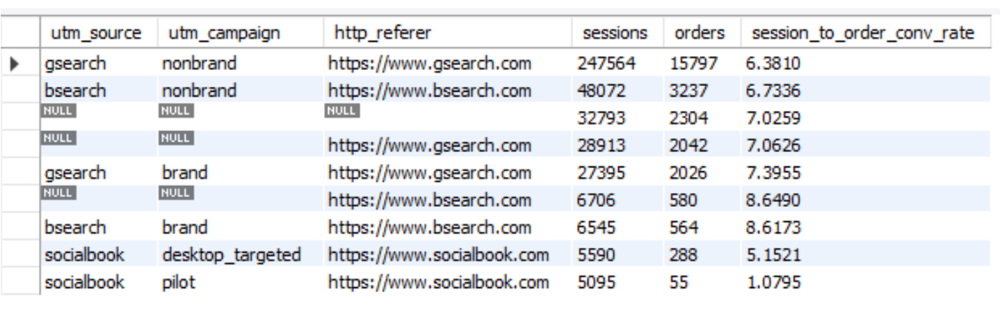 utm_source utm_campaign http_referer sessions orders session_to_order_conv_rate
gsearch nonbrand https://www.gsearch.com 247564 15797 6.3810
bsearch nonbrand https://www.bsearch.com 48072 3237 6.7336
NULL NULL NULL 32793 2304 7.0259
NULL NULL https://www.gsearch.com 28913 2042 7.0626
gsearch brand https://www.gsearch.com 27395 2026 7.3955
NULL NULL https://www.bsearch.com 6706 580 8.6490
bsearch brand https://www.bsearch.com 6545 564 8.6173
socialbook desktop_targeted https://www.socialbook.com 5590 288 5.1521
socialbook pilot https://www.socialbook.com 5095 55 1.0795